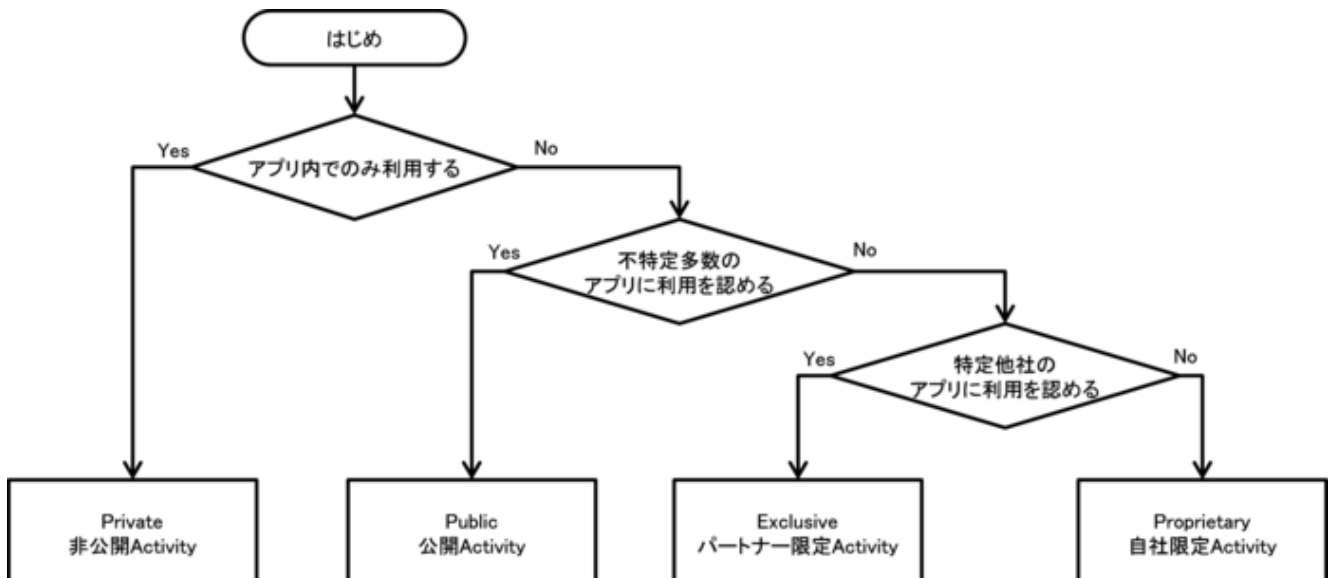 はじめ
Yes
アプリ内でのみ利用する
No
Yes
不特定多数の
アプリに利用を認める
No
Yes
特定他社の
アプリに利用を認める
No
Private
非公開Activity
Public
公開Activity
Exclusive
パートナー限定Activity
Proprietary
自社限定Activity